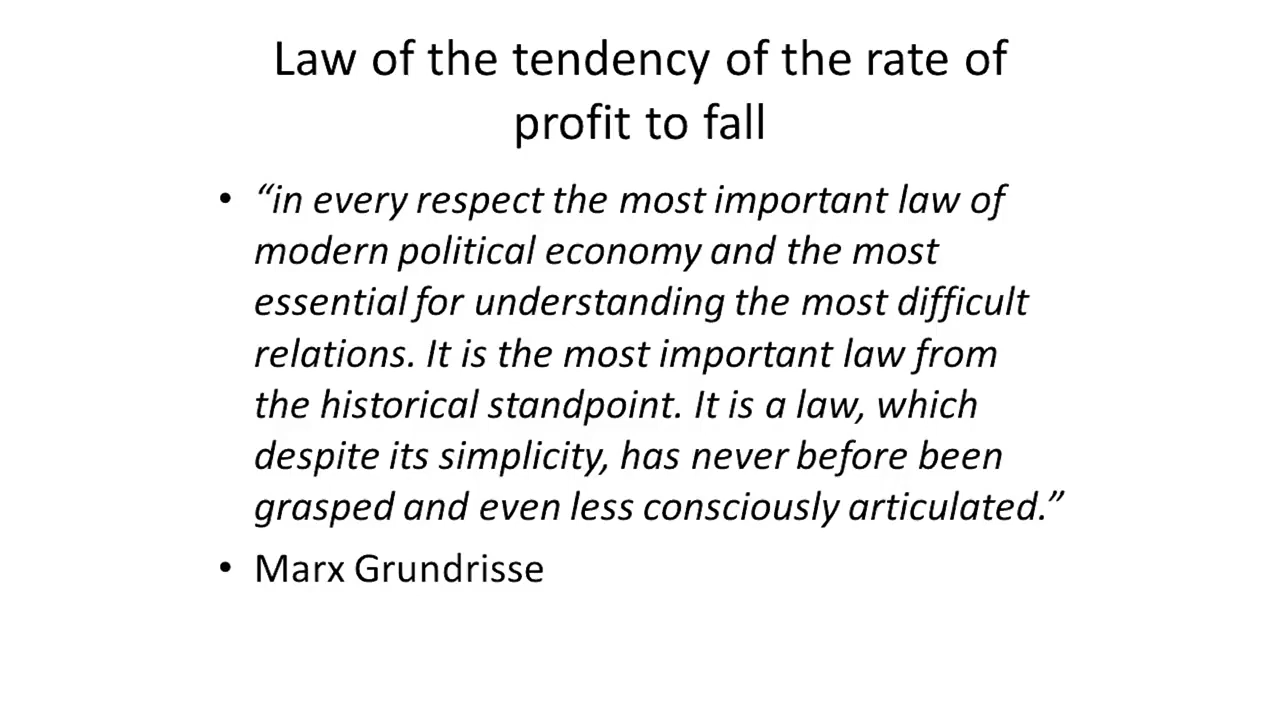 Law of the tendency of the rate of
profit to fall
• “in every respect the most important law of
modern political economy and the most
essential for understanding the most difficult
relations. It is the most important law from
the historical standpoint. It is a law, which
despite its simplicity, has never before been
grasped and even less consciously articulated.”
• Marx Grundrisse